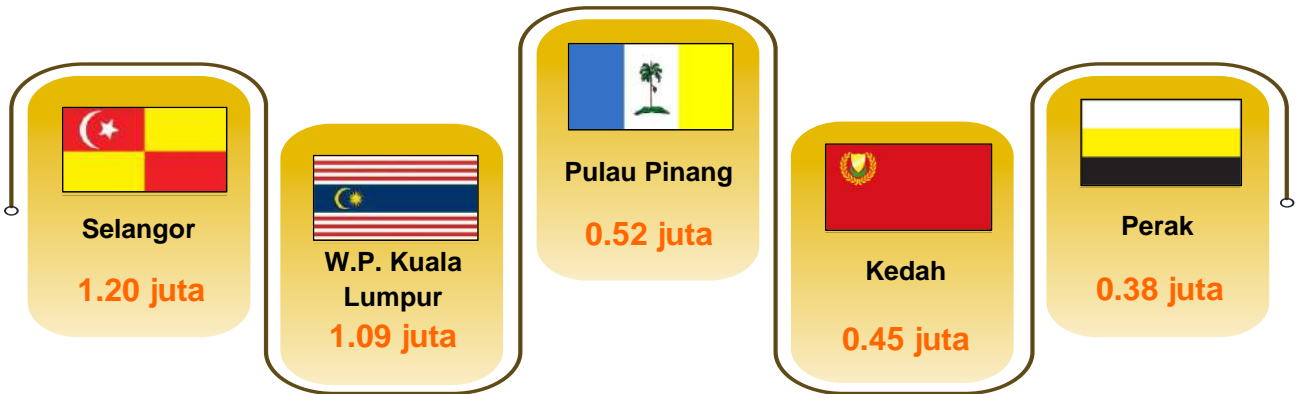 Selangor
1.20 juta
W.P. Kuala
Lumpur
1.09 juta
Pulau Pinang
0.52 juta
Kedah
0.45 juta
Perak
0.38 juta